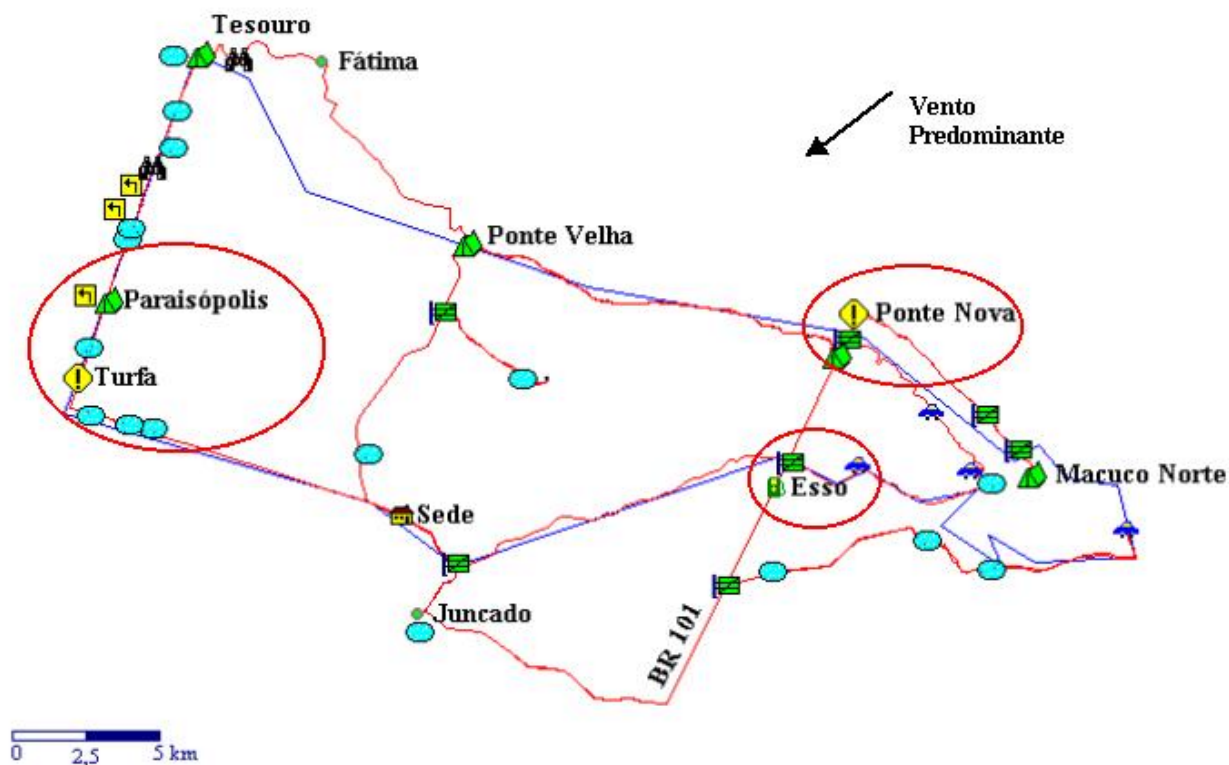 Tesouro
Fátima
Vento
Predominante
Ponte Velha
Paraisópolis
Ponte Nova
Turfa
Macuco Norte
Esso
Sede
Juncado
BR 101
0 2,5 5 km